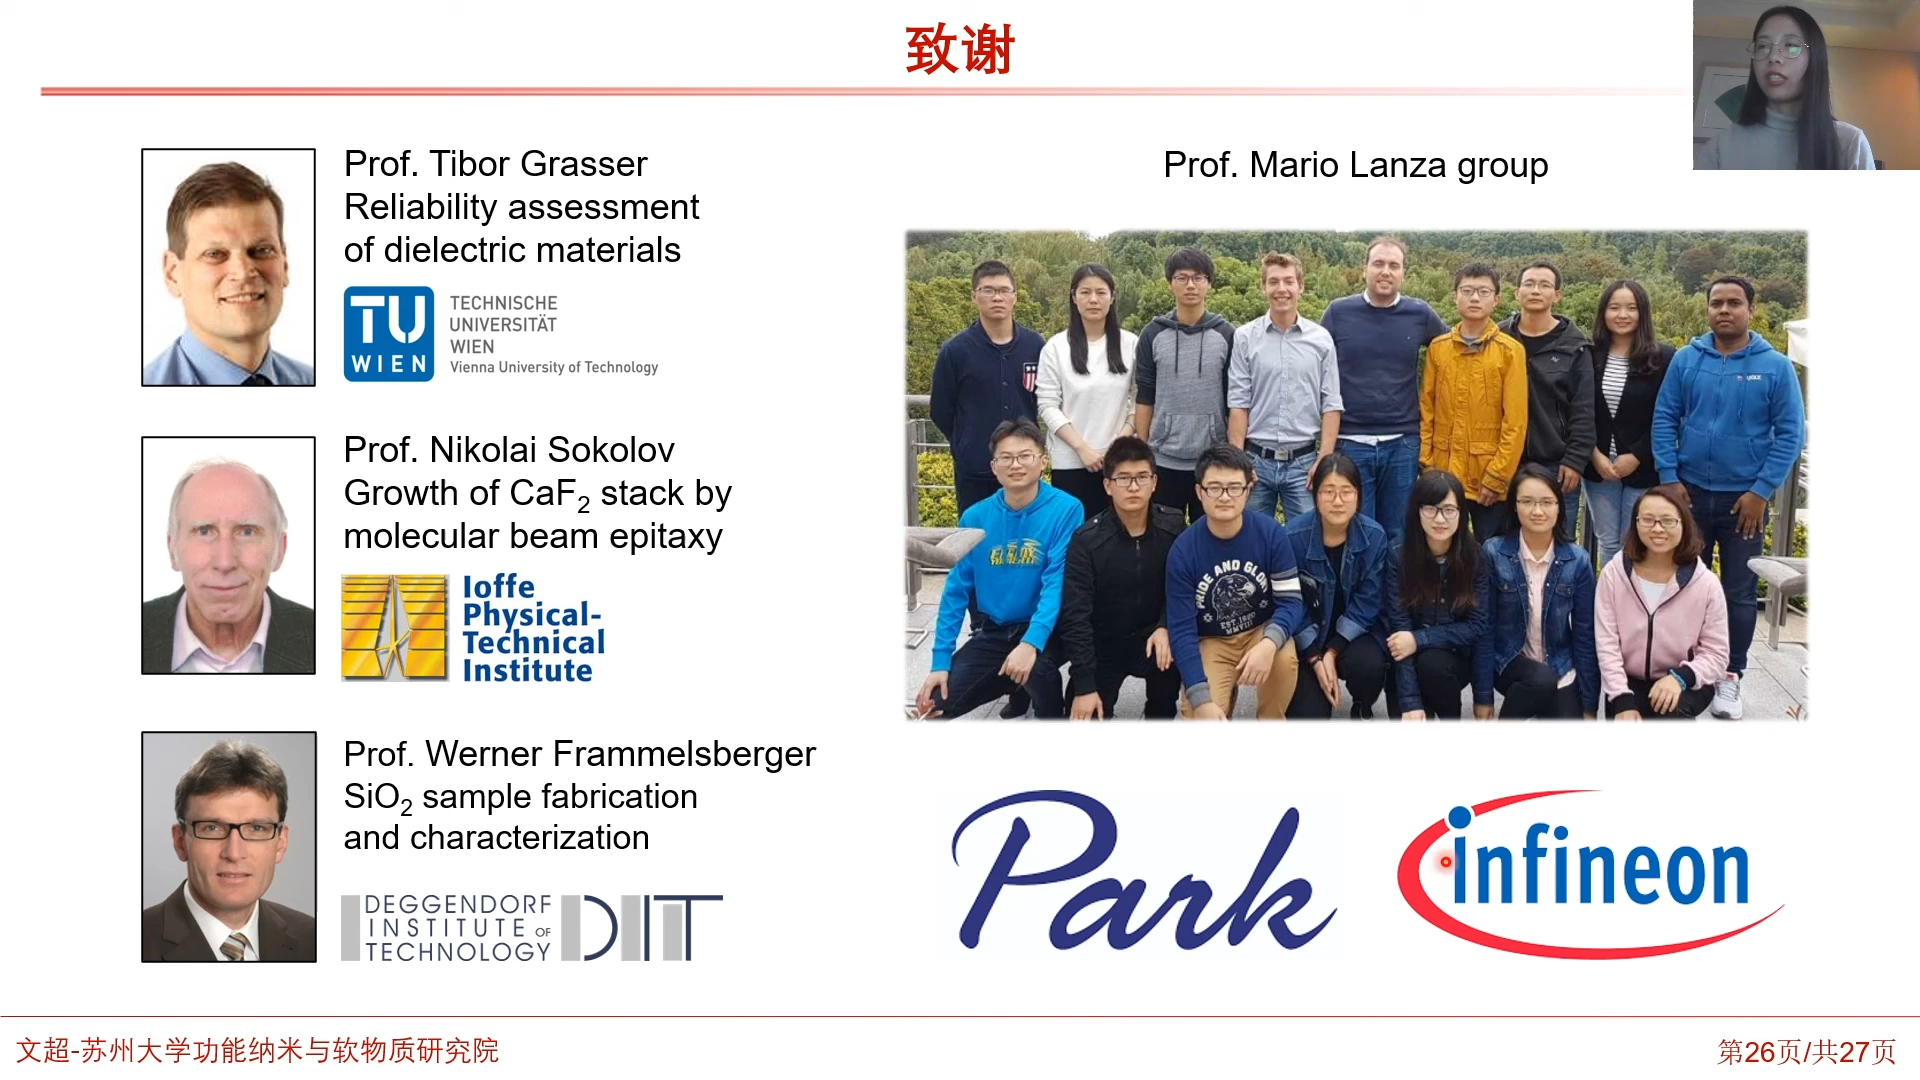 致谢
Prof. Tibor Grasser
Reliability assessment
of dielectric materials
TU
WIEN
TECHNISCHE
UNIVERSITÄT
WIEN
Vienna University of Technology
Prof. Nikolai Sokolov
Growth of CaF₂ stack by
molecular beam epitaxy
Ioffe
Physical-
Technical
Institute
Prof. Werner Frammelsberger
SiO₂ sample fabrication
and characterization
DEGGENDORF
INSTITUTE OF
TECHNOLOGY
DIT
Prof. Mario Lanza group
PRIDE AND GLORY
Park
infineon
文超-苏州大学功能纳米与软物质研究院
第26页/共27页